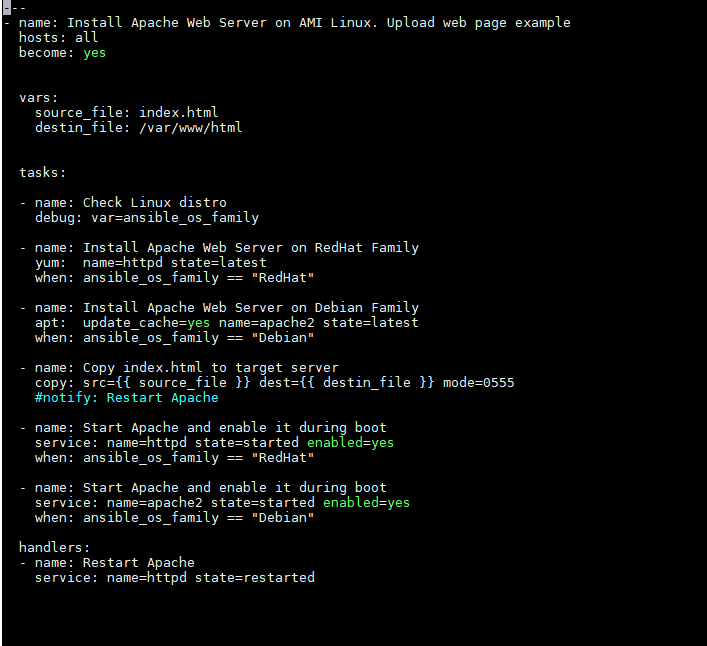 ---
- name: Install Apache Web Server on AMI Linux. Upload web page example
  hosts: all
  become: yes


  vars:
    source_file: index.html
    destin_file: /var/www/html


  tasks:

  - name: Check Linux distro
    debug: var=ansible_os_family

  - name: Install Apache Web Server on RedHat Family
    yum:  name=httpd state=latest
    when: ansible_os_family == "RedHat"

  - name: Install Apache Web Server on Debian Family
    apt:  update_cache=yes name=apache2 state=latest
    when: ansible_os_family == "Debian"

  - name: Copy index.html to target server
    copy: src={{ source_file }} dest={{ destin_file }} mode=0555
    #notify: Restart Apache

  - name: Start Apache and enable it during boot
    service: name=httpd state=started enabled=yes
    when: ansible_os_family == "RedHat"

  - name: Start Apache and enable it during boot
    service: name=apache2 state=started enabled=yes
    when: ansible_os_family == "Debian"

  handlers:
  - name: Restart Apache
    service: name=httpd state=restarted